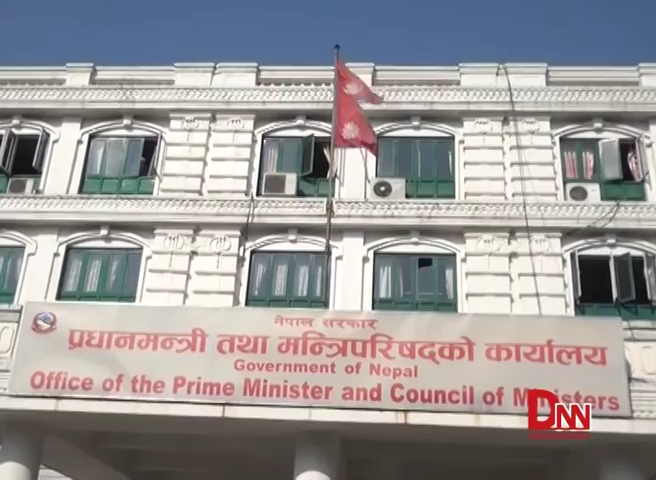 नेपाल सरकार
प्रधानमन्त्री तथा मन्त्रिपरिषद्को कार्यालय
Government of Nepal
Office of the Prime Minister and Council of Ministers
DNN